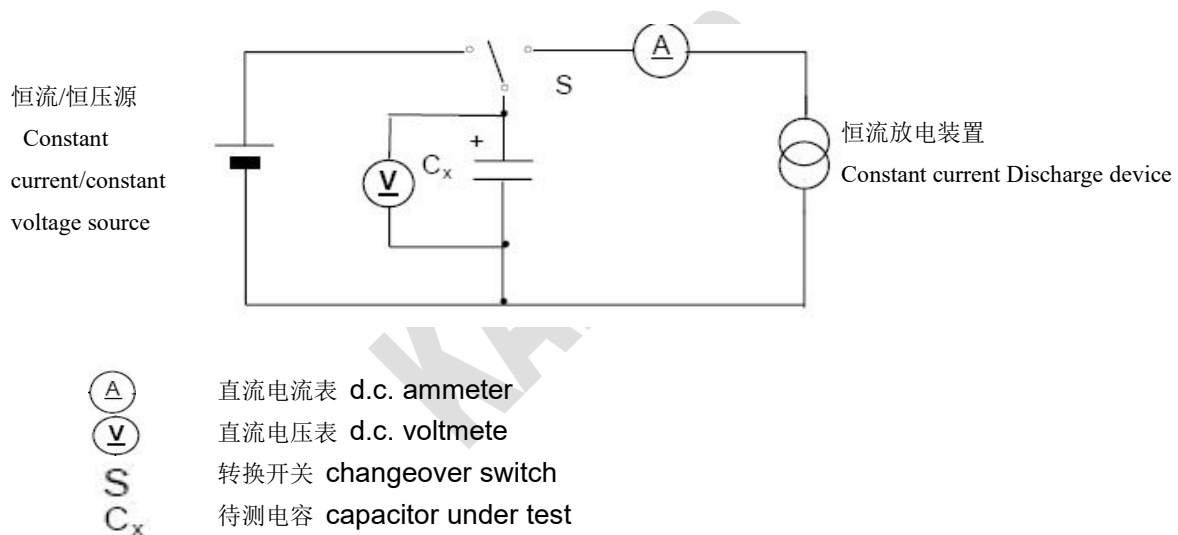 A
S
恒流/恒压源
Constant
current/constant
voltage source
+
V
Cx
恒流放电装置
Constant current Discharge device
A 直流电流表 d.c. ammeter
V 直流电压表 d.c. voltmete
S 转换开关 changeover switch
Cx 待测电容 capacitor under test